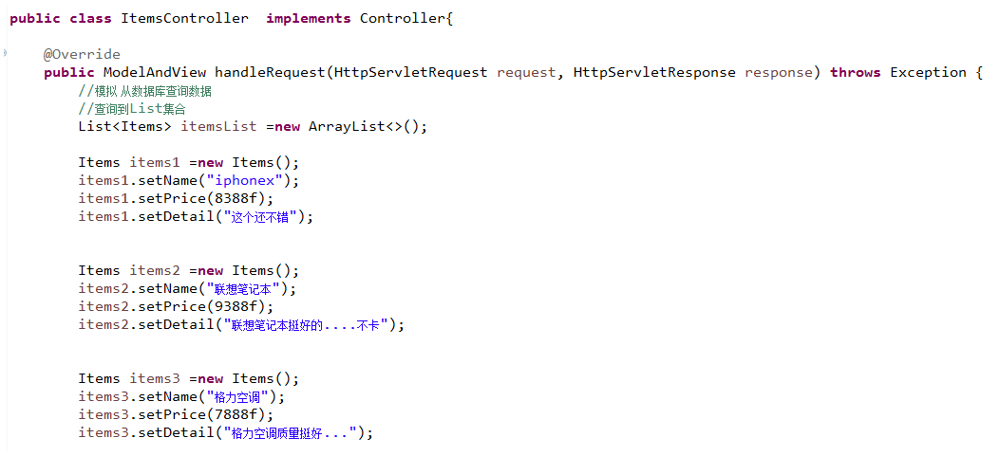 public class ItemsController  implements Controller{
@Override
public ModelAndView handleRequest(HttpServletRequest request, HttpServletResponse response) throws Exception {
//模拟 从数据库查询数据
//查询到List集合
List<Items> itemsList =new ArrayList<>();
Items items1 =new Items();
items1.setName("iphonex");
items1.setPrice(8388f);
items1.setDetail("这个还不错");
Items items2 =new Items();
items2.setName("联想笔记本");
items2.setPrice(9388f);
items2.setDetail("联想笔记本挺好的....不卡");
Items items3 =new Items();
items3.setName("格力空调");
items3.setPrice(7888f);
items3.setDetail("格力空调质量挺好...");